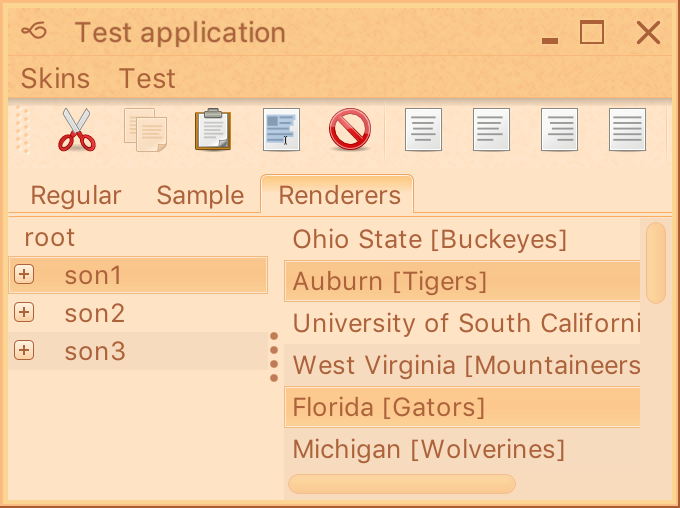 Test application
Skins Test
Regular Sample Renderers
root
son1
son2
son3
Ohio State [Buckeyes]
Auburn [Tigers]
University of South Californi
West Virginia [Mountaineers
Florida [Gators]
Michigan [Wolverines]